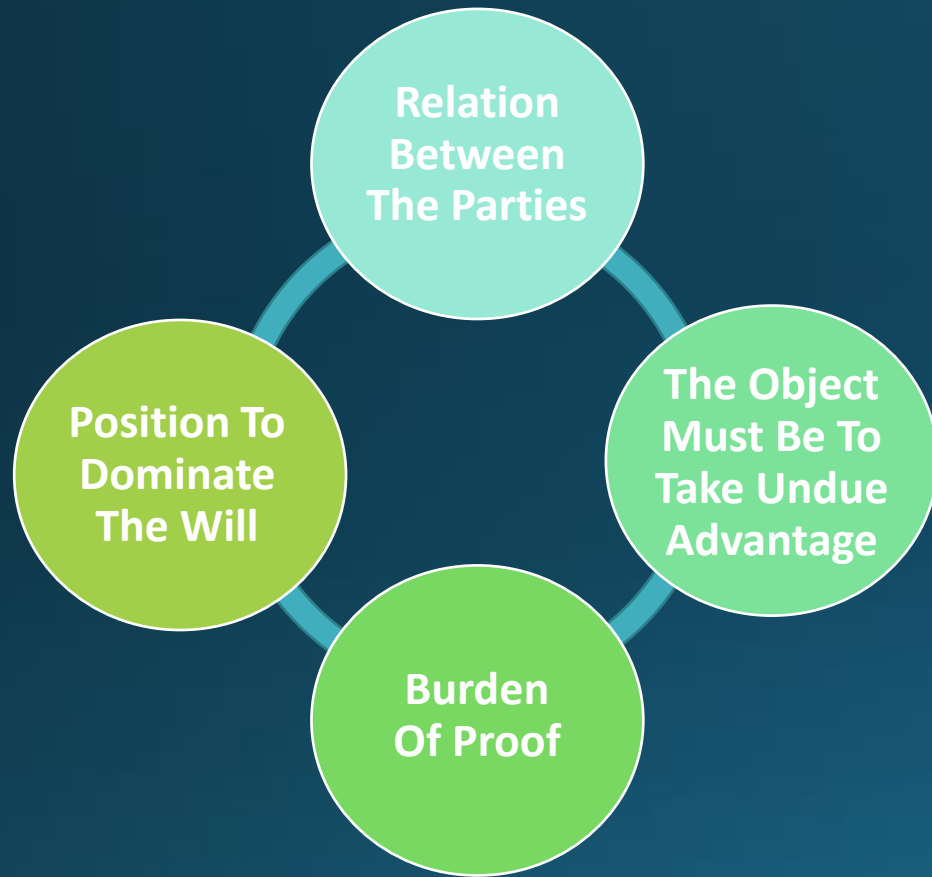 Relation
Between
The Parties
The Object
Must Be To
Take Undue
Advantage
Burden
Of Proof
Position To
Dominate
The Will